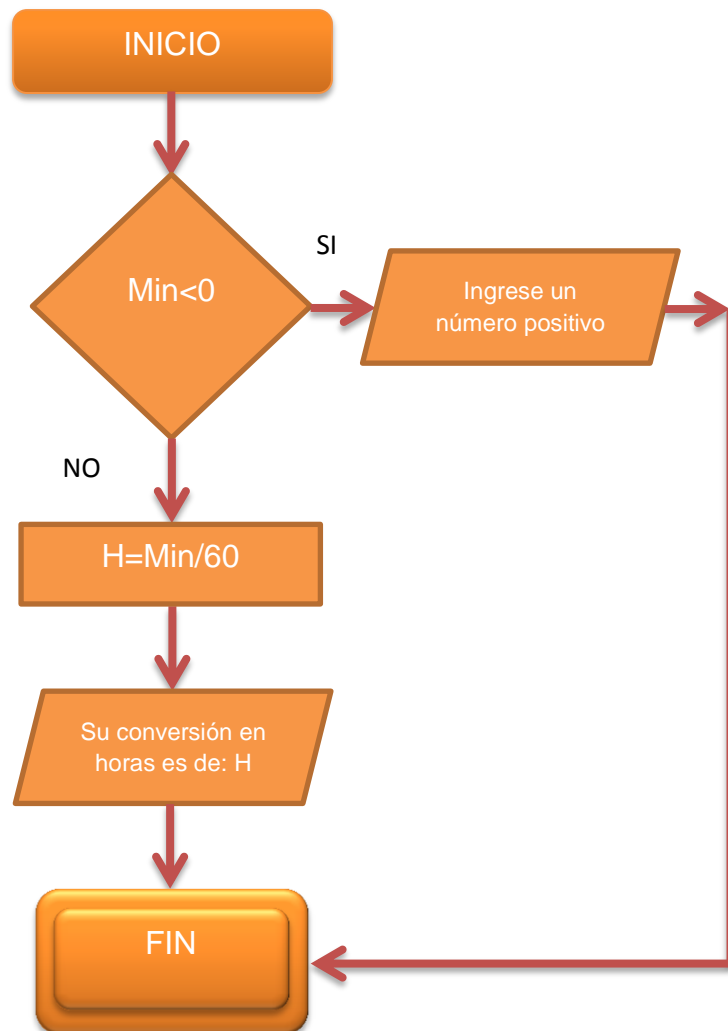 INICIO
Min<0
SI
Ingrese un
número positivo
NO
H=Min/60
Su conversión en
horas es de: H
FIN